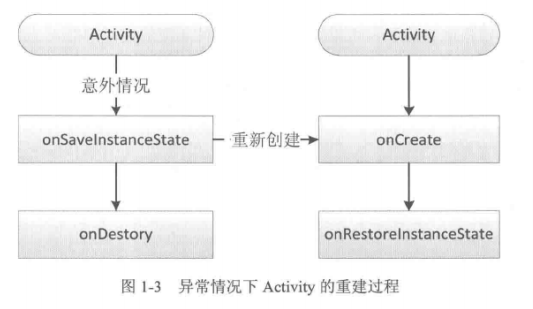 Activity
Activity
意外情况
onSaveInstanceState
重新创建
onCreate
onDestory
onRestoreInstanceState
图 1-3 异常情况下 Activity 的重建过程